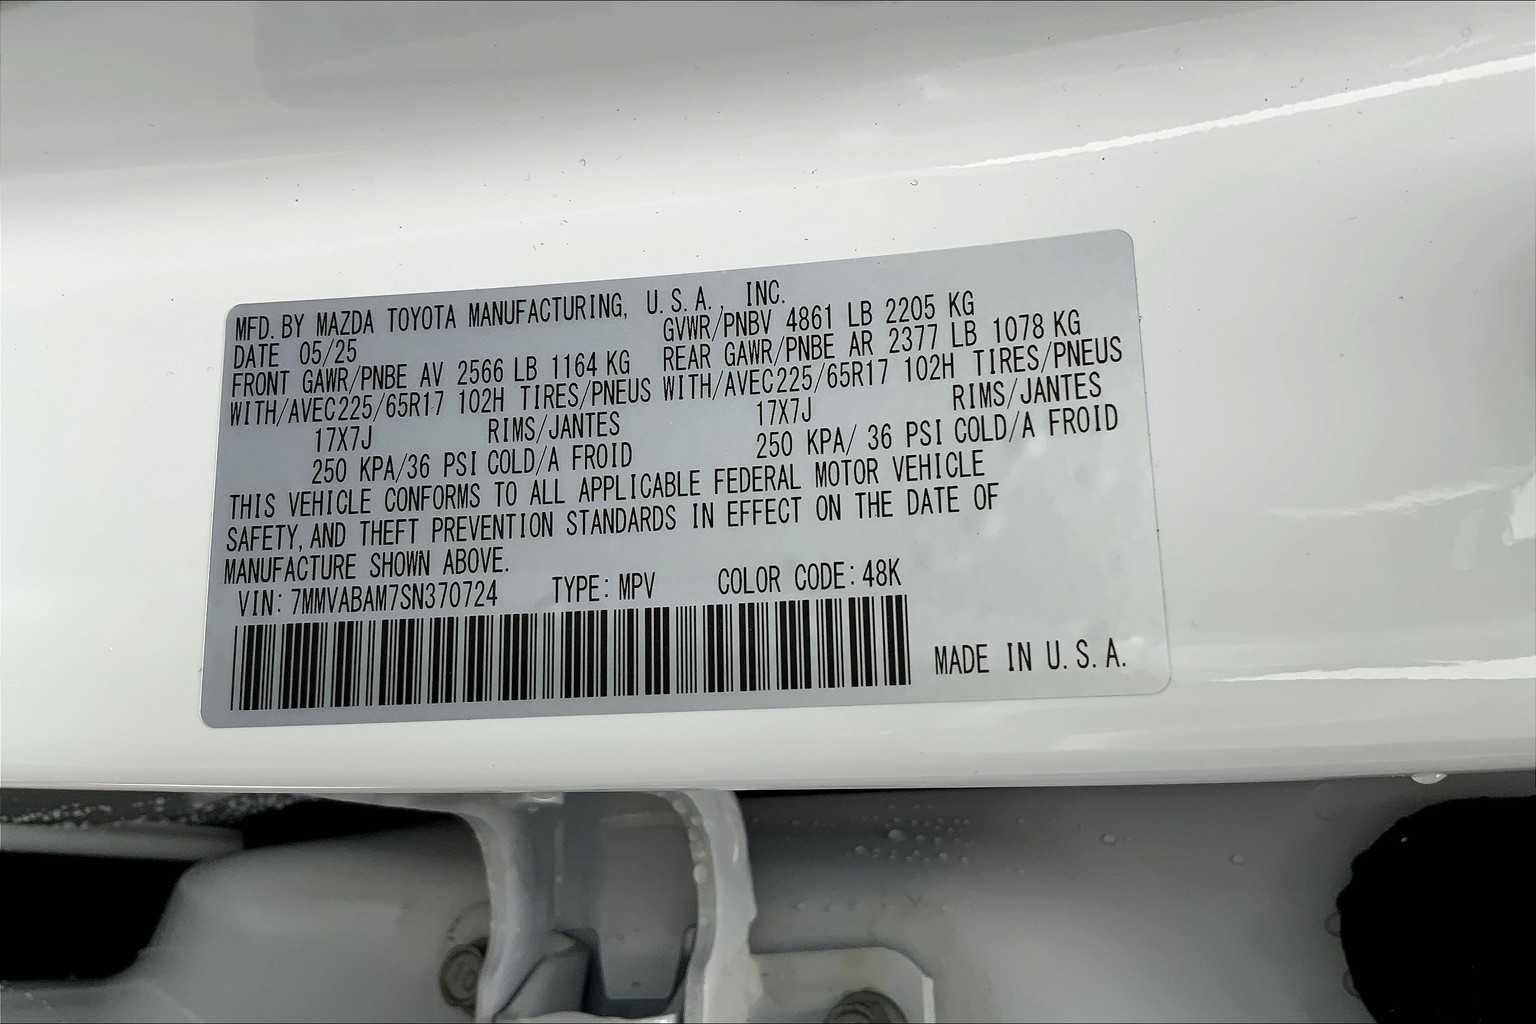 MFD. BY MAZDA TOYOTA MANUFACTURING, U.S.A., INC.
DATE 05/25 GVWR/PNBV 4861 LB 2205 KG
FRONT GAWR/PNBE AV 2566 LB 1164 KG REAR GAWR/PNBE AR 2377 LB 1078 KG
WITH/AVEC225/65R17 102H TIRES/PNEUS WITH/AVEC225/65R17 102H TIRES/PNEUS
17X7J RIMS/JANTES 17X7J RIMS/JANTES
250 KPA/36 PSI COLD/A FROID 250 KPA/ 36 PSI COLD/A FROID
THIS VEHICLE CONFORMS TO ALL APPLICABLE FEDERAL MOTOR VEHICLE
SAFETY, AND THEFT PREVENTION STANDARDS IN EFFECT ON THE DATE OF
MANUFACTURE SHOWN ABOVE.
VIN: 7MMVABAM7SN370724 TYPE: MPV COLOR CODE: 48K
MADE IN U.S.A.